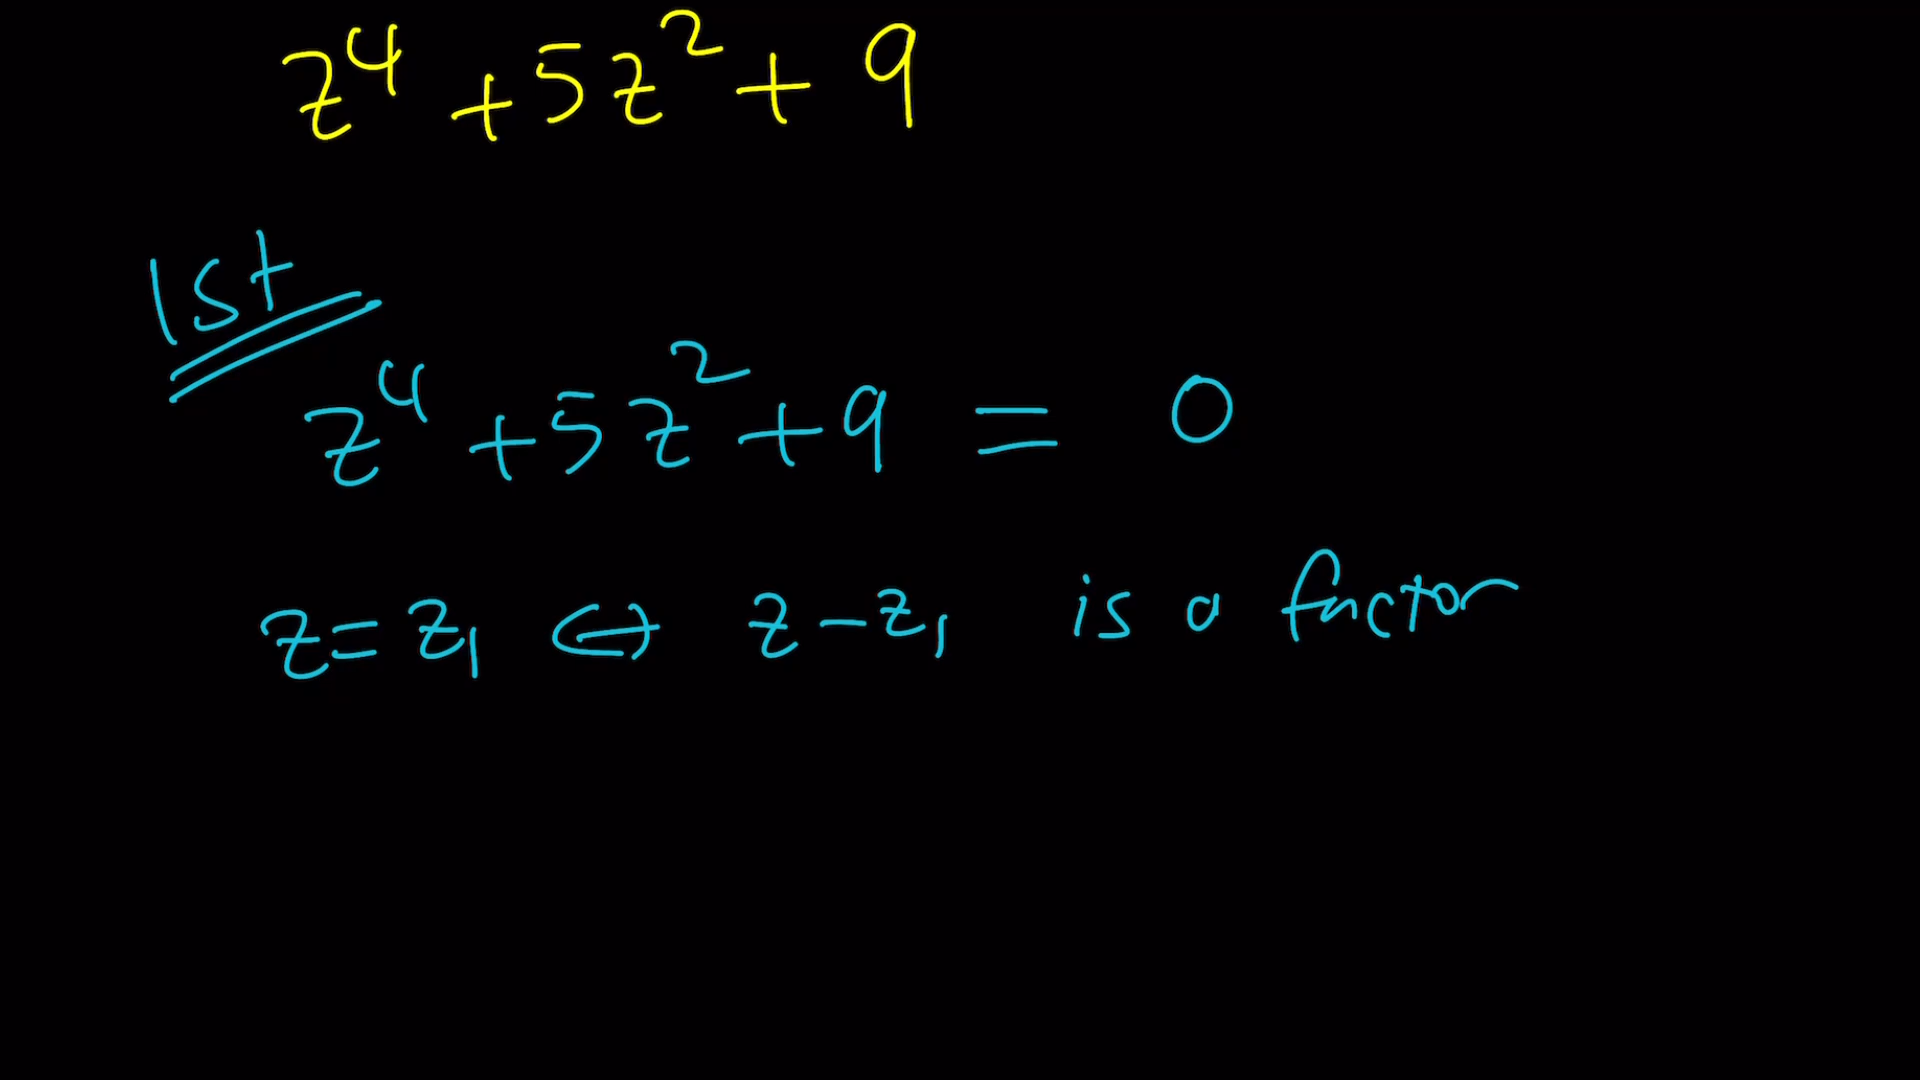 z⁴ + 5z² + 9
1st
z⁴ + 5z² + 9 = 0
z = z₁ ↔ z - z₁ is a factor